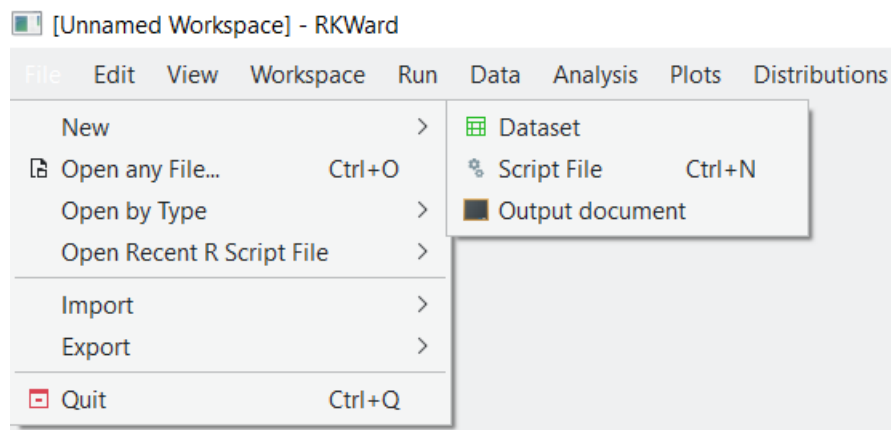 [Unnamed Workspace] - RKWard
File Edit View Workspace Run Data Analysis Plots Distributions
New > Dataset
Open any File... Ctrl+O Script File Ctrl+N
Open by Type > Output document
Open Recent R Script File >
Import >
Export >
Quit Ctrl+Q